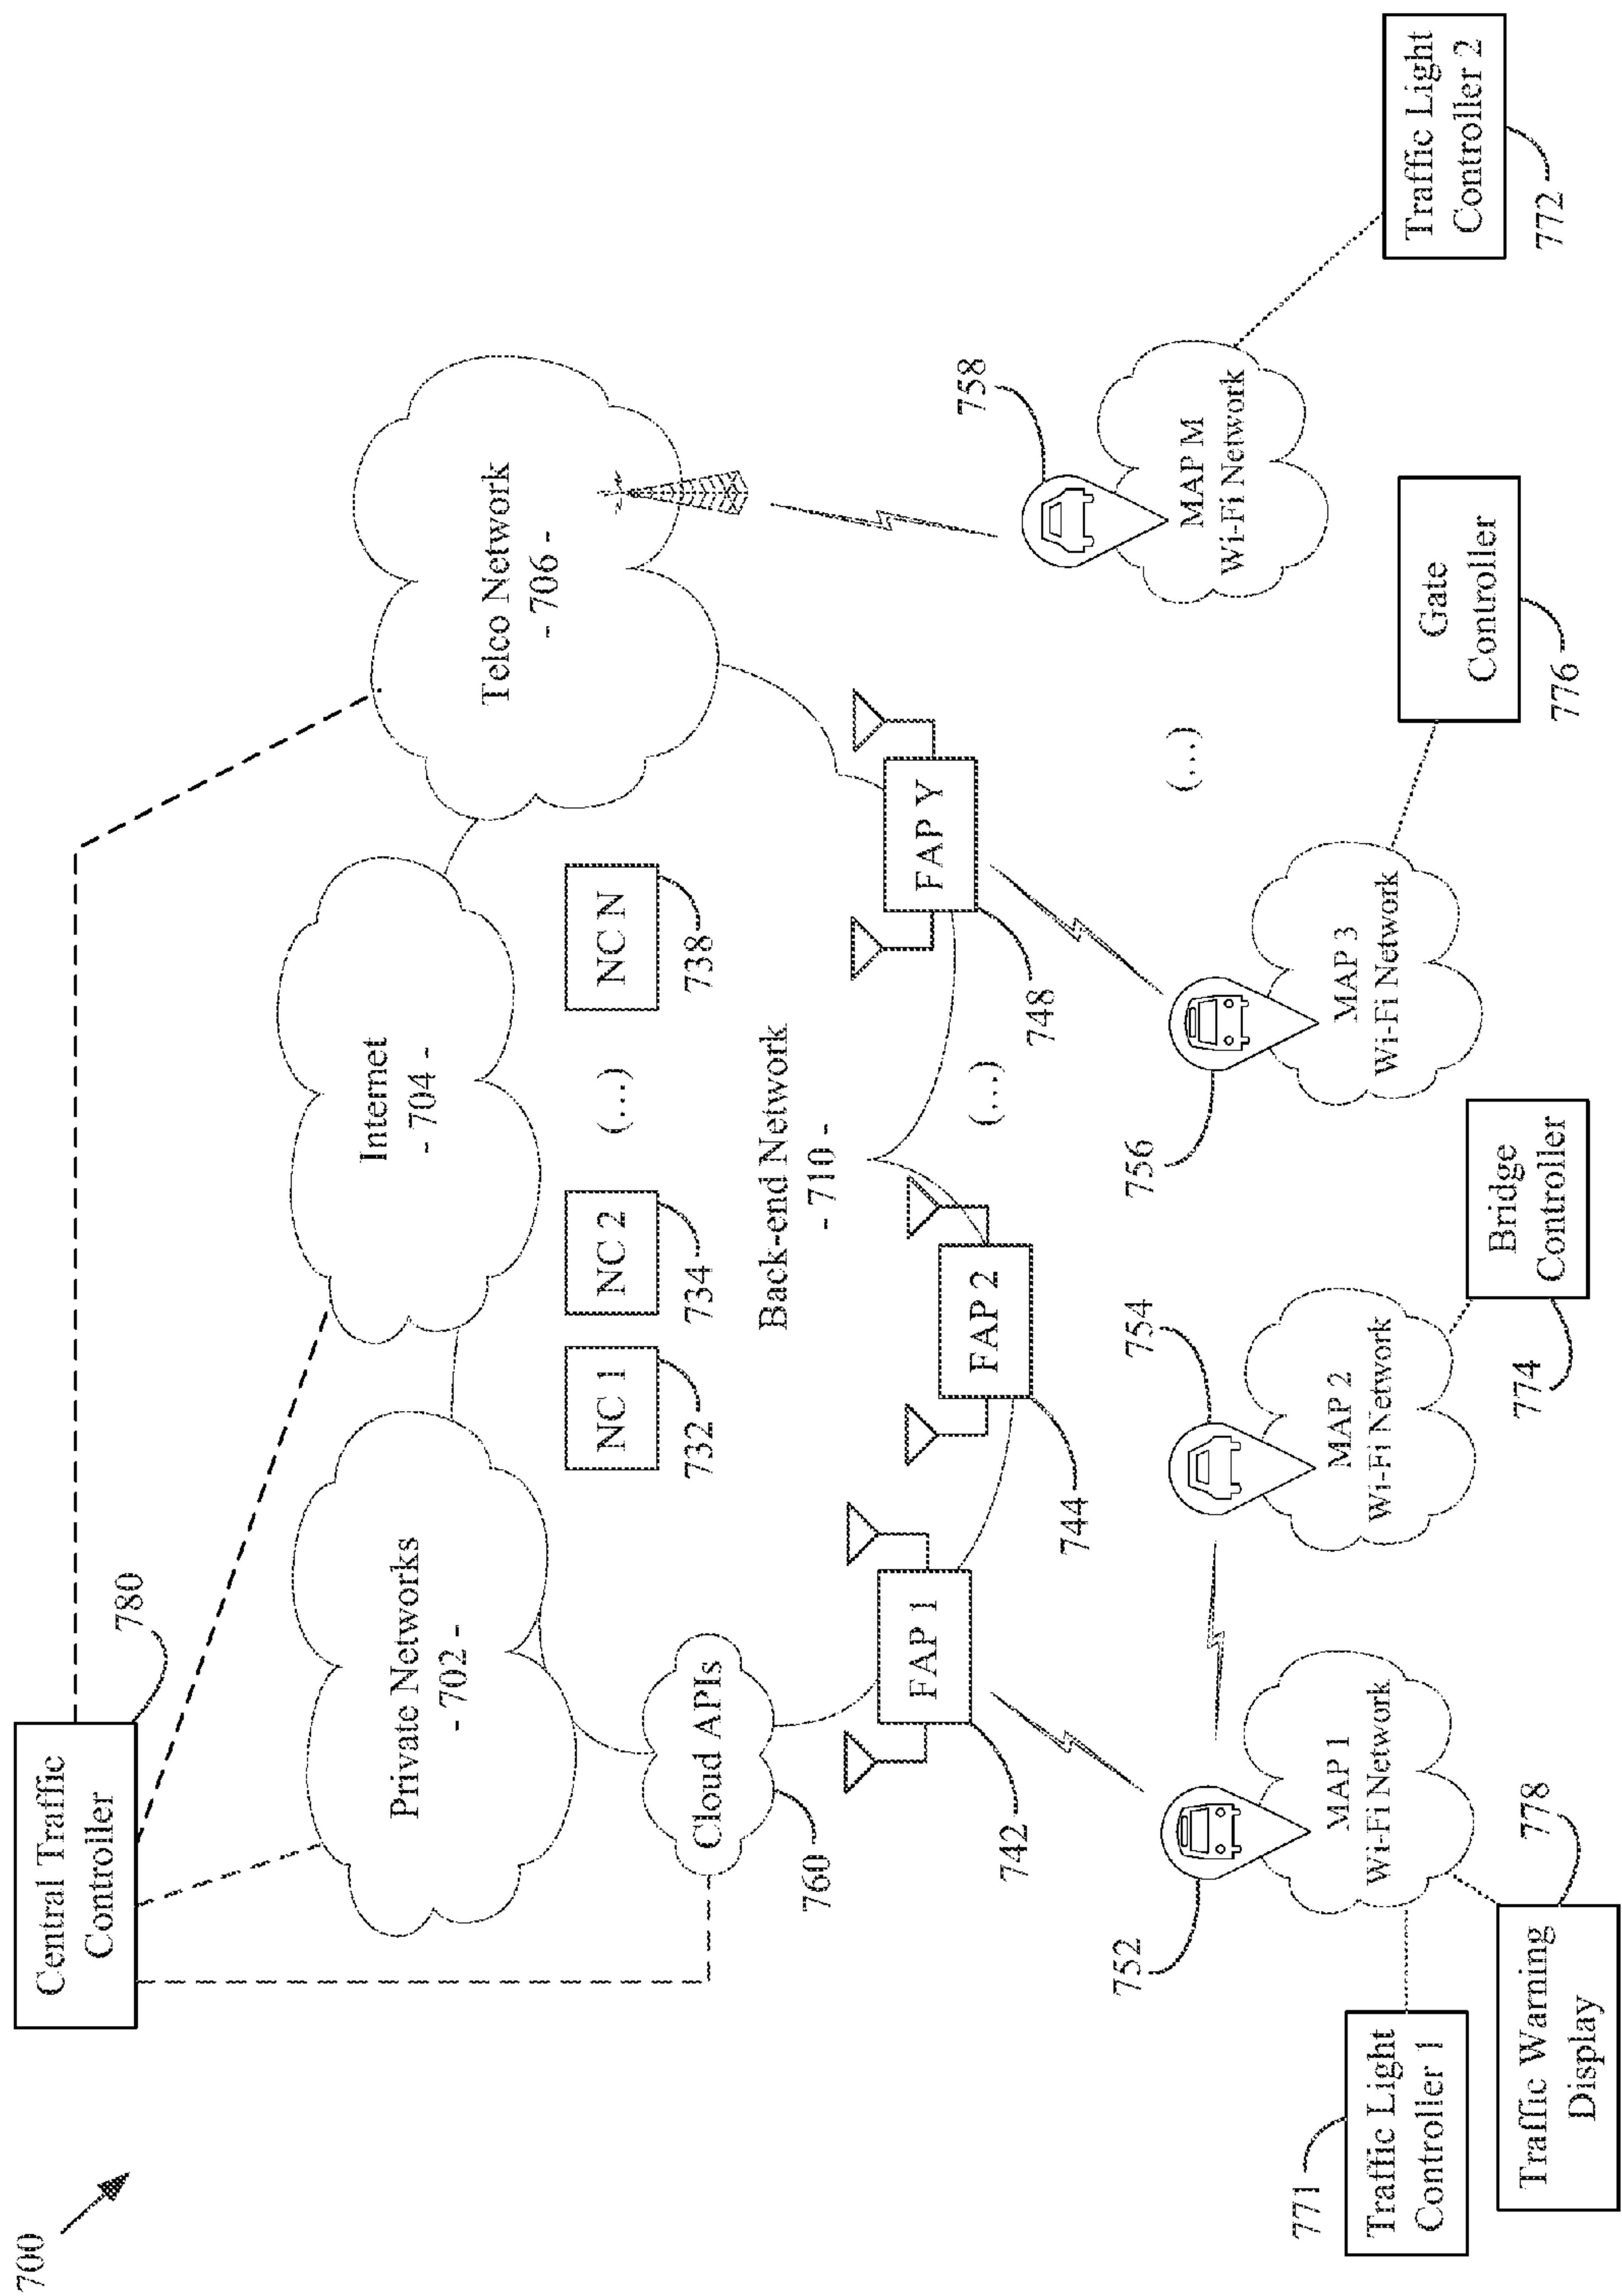 700
Central Traffic
Controller
780
Private Networks
- 702 -
Internet
- 704 -
Telco Network
- 706 -
Cloud APIs
760
NC 1
732
NC 2
734
(...)
NC N
738
Back-end Network
- 710 -
FAP 1
742
FAP 2
744
(...)
FAP Y
748
752
MAP 1
Wi-Fi Network
754
MAP 2
Wi-Fi Network
756
MAP 3
Wi-Fi Network
(...)
758
MAP M
Wi-Fi Network
771
Traffic Light
Controller 1
Traffic Warning
Display
778
774
Bridge
Controller
776
Gate
Controller
772
Traffic Light
Controller 2